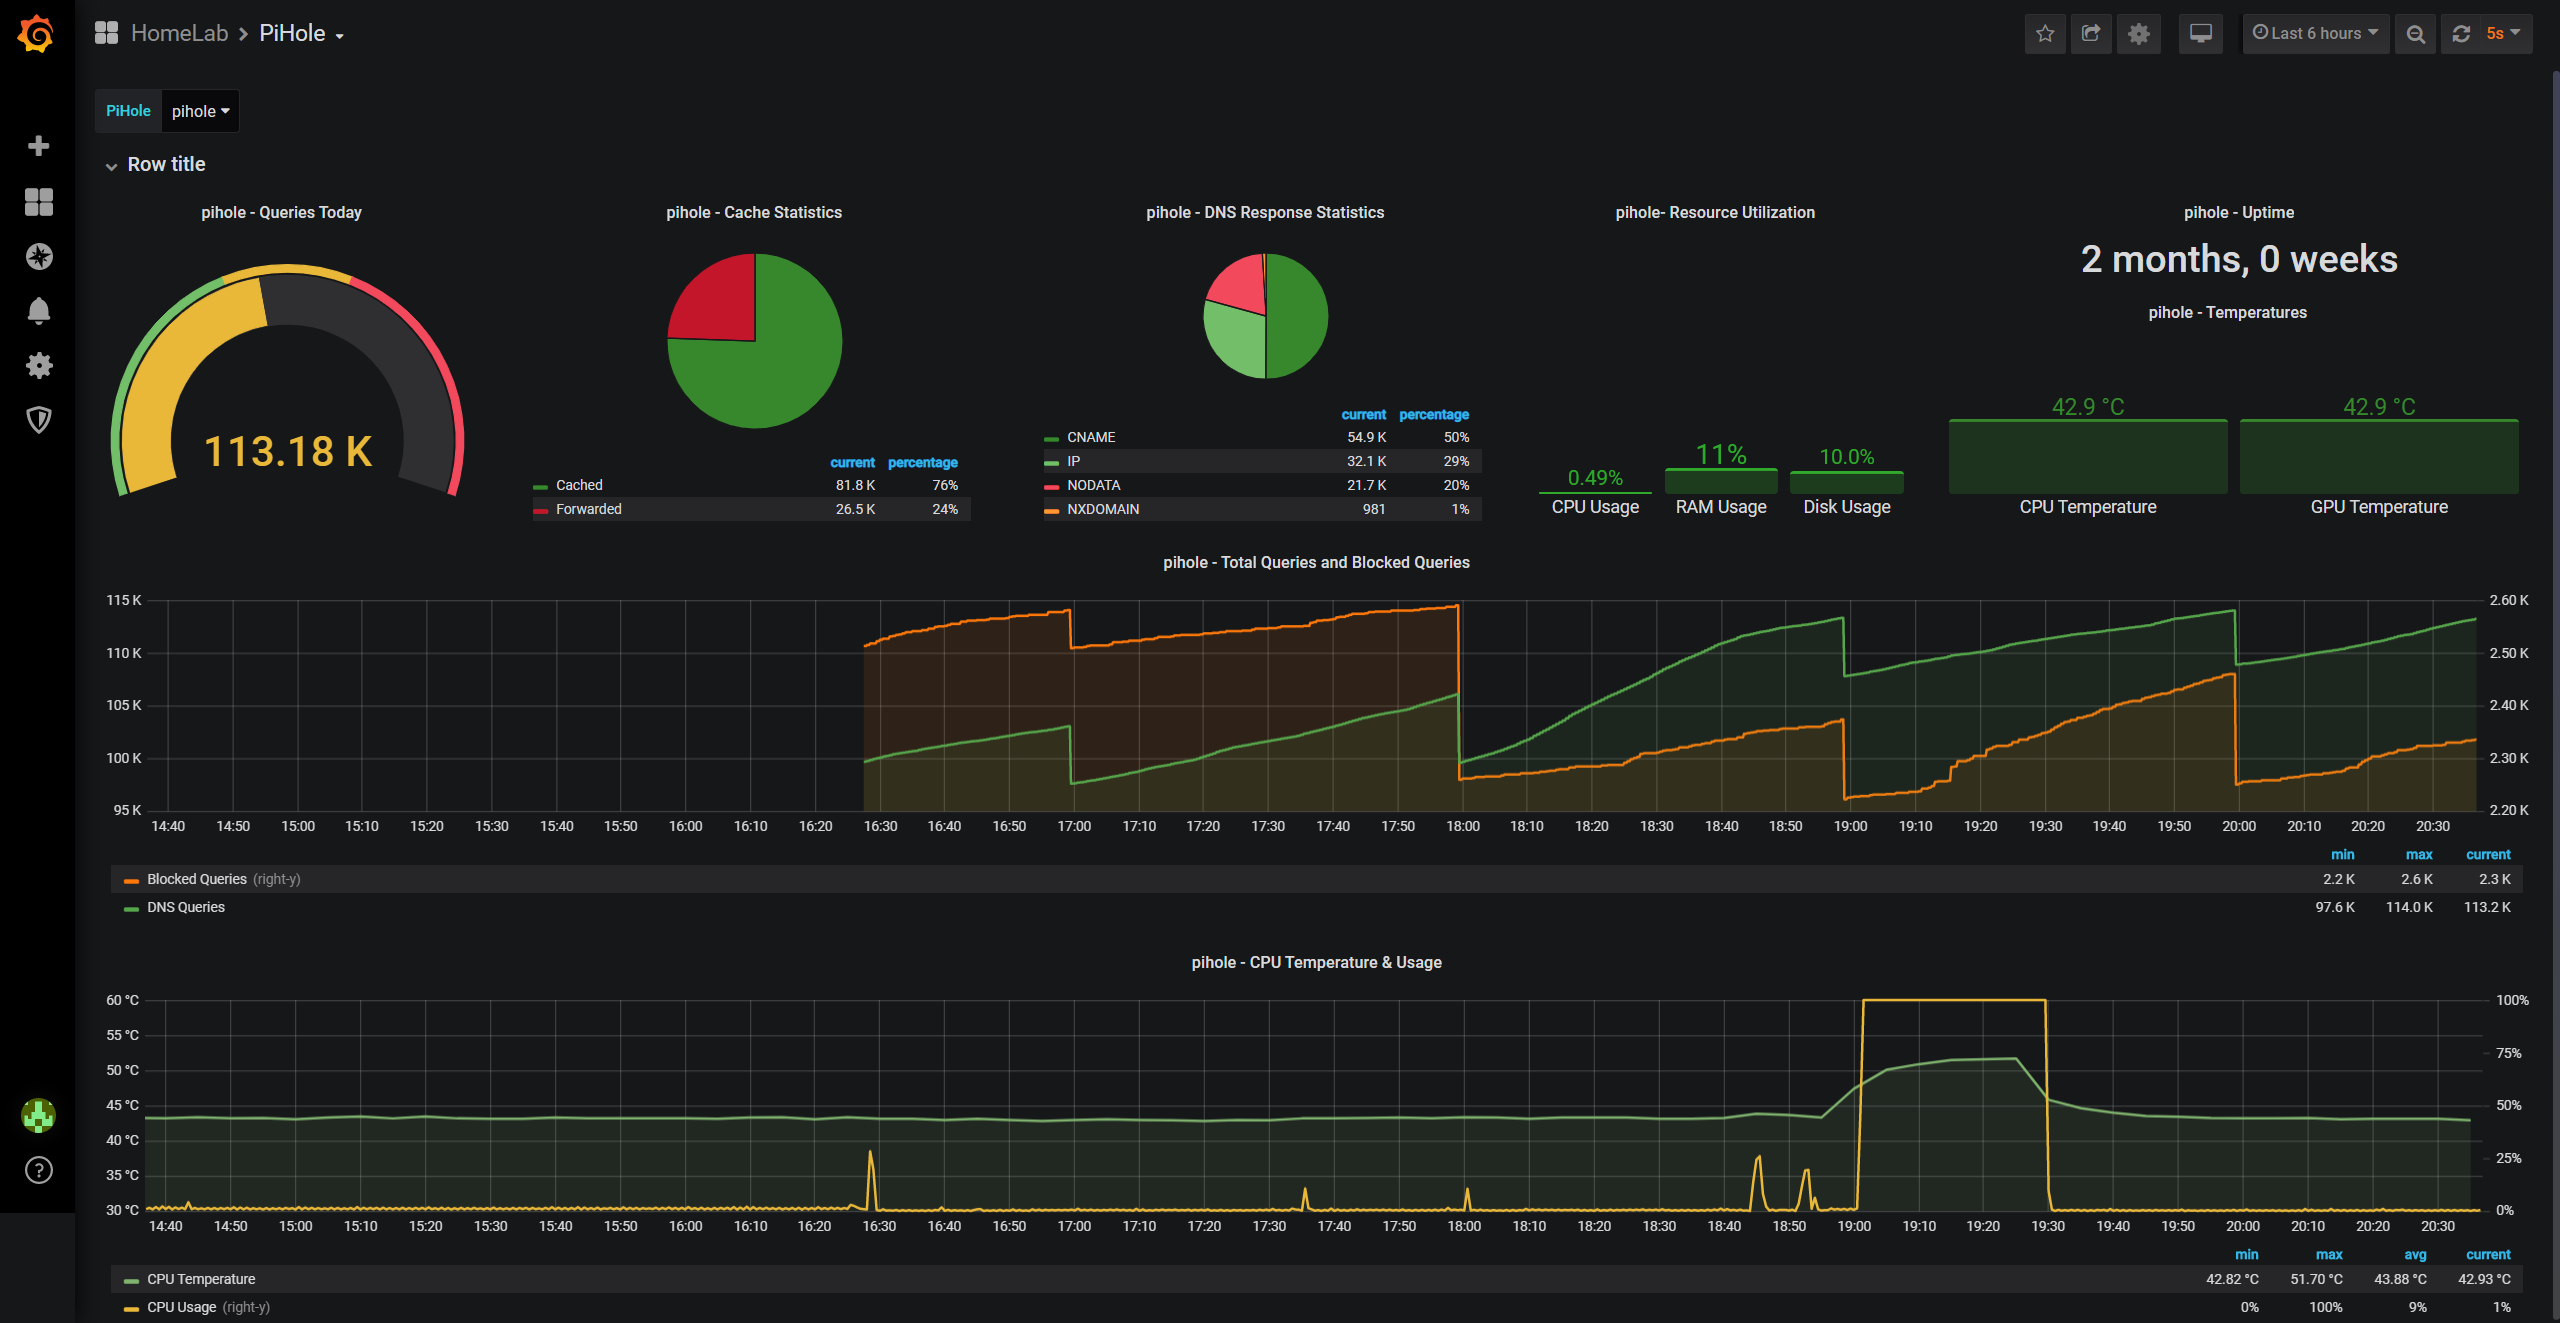 HomeLab > PiHole
Last 6 hours
5s
PiHole pihole
Row title
pihole - Queries Today
113.18 K
pihole - Cache Statistics
current percentage
Cached 81.8 K 76%
Forwarded 26.5 K 24%
pihole - DNS Response Statistics
current percentage
CNAME 54.9 K 50%
IP 32.1 K 29%
NODATA 21.7 K 20%
NXDOMAIN 981 1%
pihole- Resource Utilization
0.49% 11% 10.0%
CPU Usage RAM Usage Disk Usage
pihole - Uptime
2 months, 0 weeks
pihole - Temperatures
42.9 °C 42.9 °C
CPU Temperature GPU Temperature
pihole - Total Queries and Blocked Queries
115 K 2.60 K
110 K 2.50 K
105 K 2.40 K
100 K 2.30 K
95 K 2.20 K
14:40 14:50 15:00 15:10 15:20 15:30 15:40 15:50 16:00 16:10 16:20 16:30 16:40 16:50 17:00 17:10 17:20 17:30 17:40 17:50 18:00 18:10 18:20 18:30 18:40 18:50 19:00 19:10 19:20 19:30 19:40 19:50 20:00 20:10 20:20 20:30
min max current
Blocked Queries (right-y) 2.2 K 2.6 K 2.3 K
DNS Queries 97.6 K 114.0 K 113.2 K
pihole - CPU Temperature & Usage
60 °C 100%
55 °C
50 °C 75%
45 °C 50%
40 °C
35 °C 25%
30 °C 0%
14:40 14:50 15:00 15:10 15:20 15:30 15:40 15:50 16:00 16:10 16:20 16:30 16:40 16:50 17:00 17:10 17:20 17:30 17:40 17:50 18:00 18:10 18:20 18:30 18:40 18:50 19:00 19:10 19:20 19:30 19:40 19:50 20:00 20:10 20:20 20:30
min max avg current
CPU Temperature 42.82 °C 51.70 °C 43.88 °C 42.93 °C
CPU Usage (right-y) 0% 100% 9% 1%